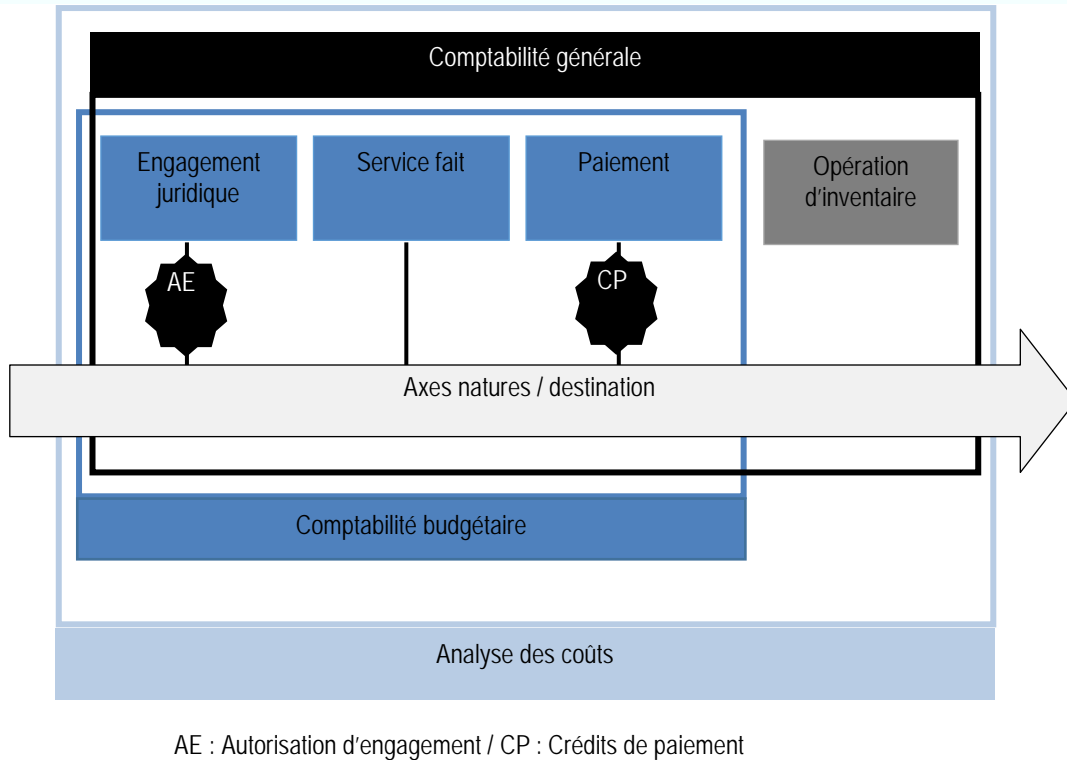 Comptabilité générale
Engagement
juridique
Service fait
Paiement
Opération
d'inventaire
AE
CP
Axes natures / destination
Comptabilité budgétaire
Analyse des coûts
AE : Autorisation d’engagement / CP : Crédits de paiement